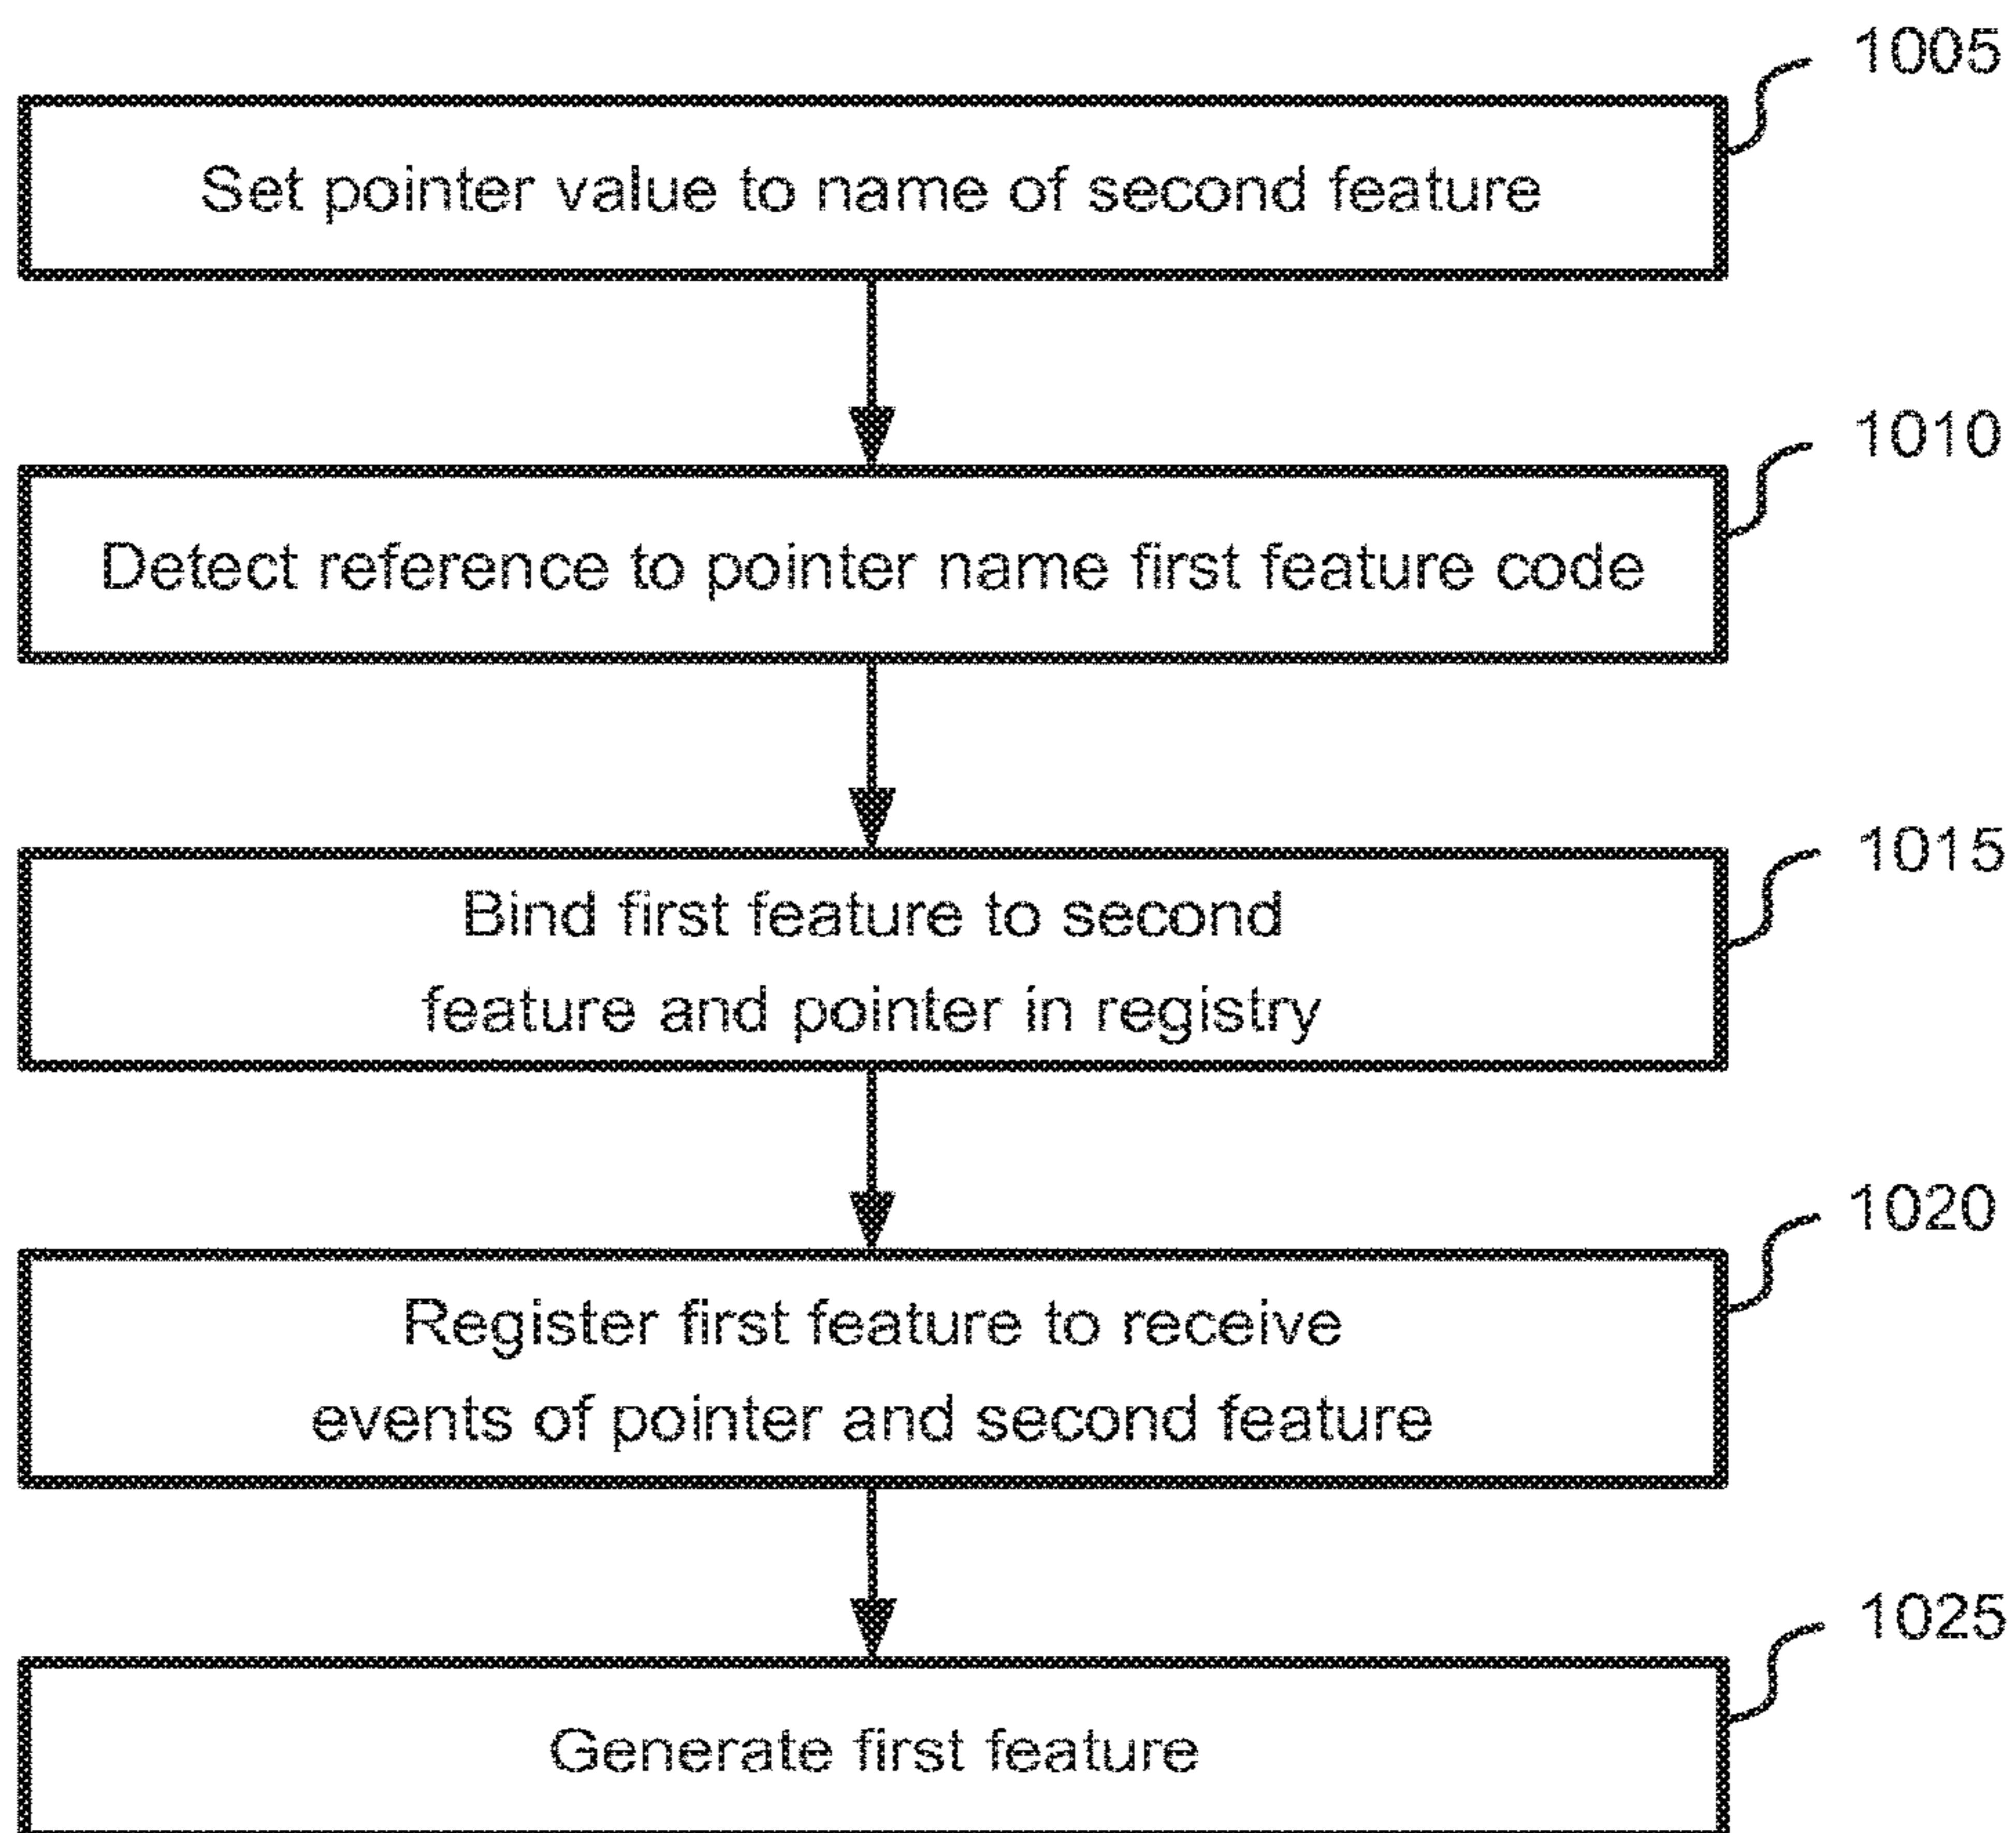 1005
Set pointer value to name of second feature
1010
Detect reference to pointer name first feature code
1015
Bind first feature to second
feature and pointer in registry
1020
Register first feature to receive
events of pointer and second feature
1025
Generate first feature